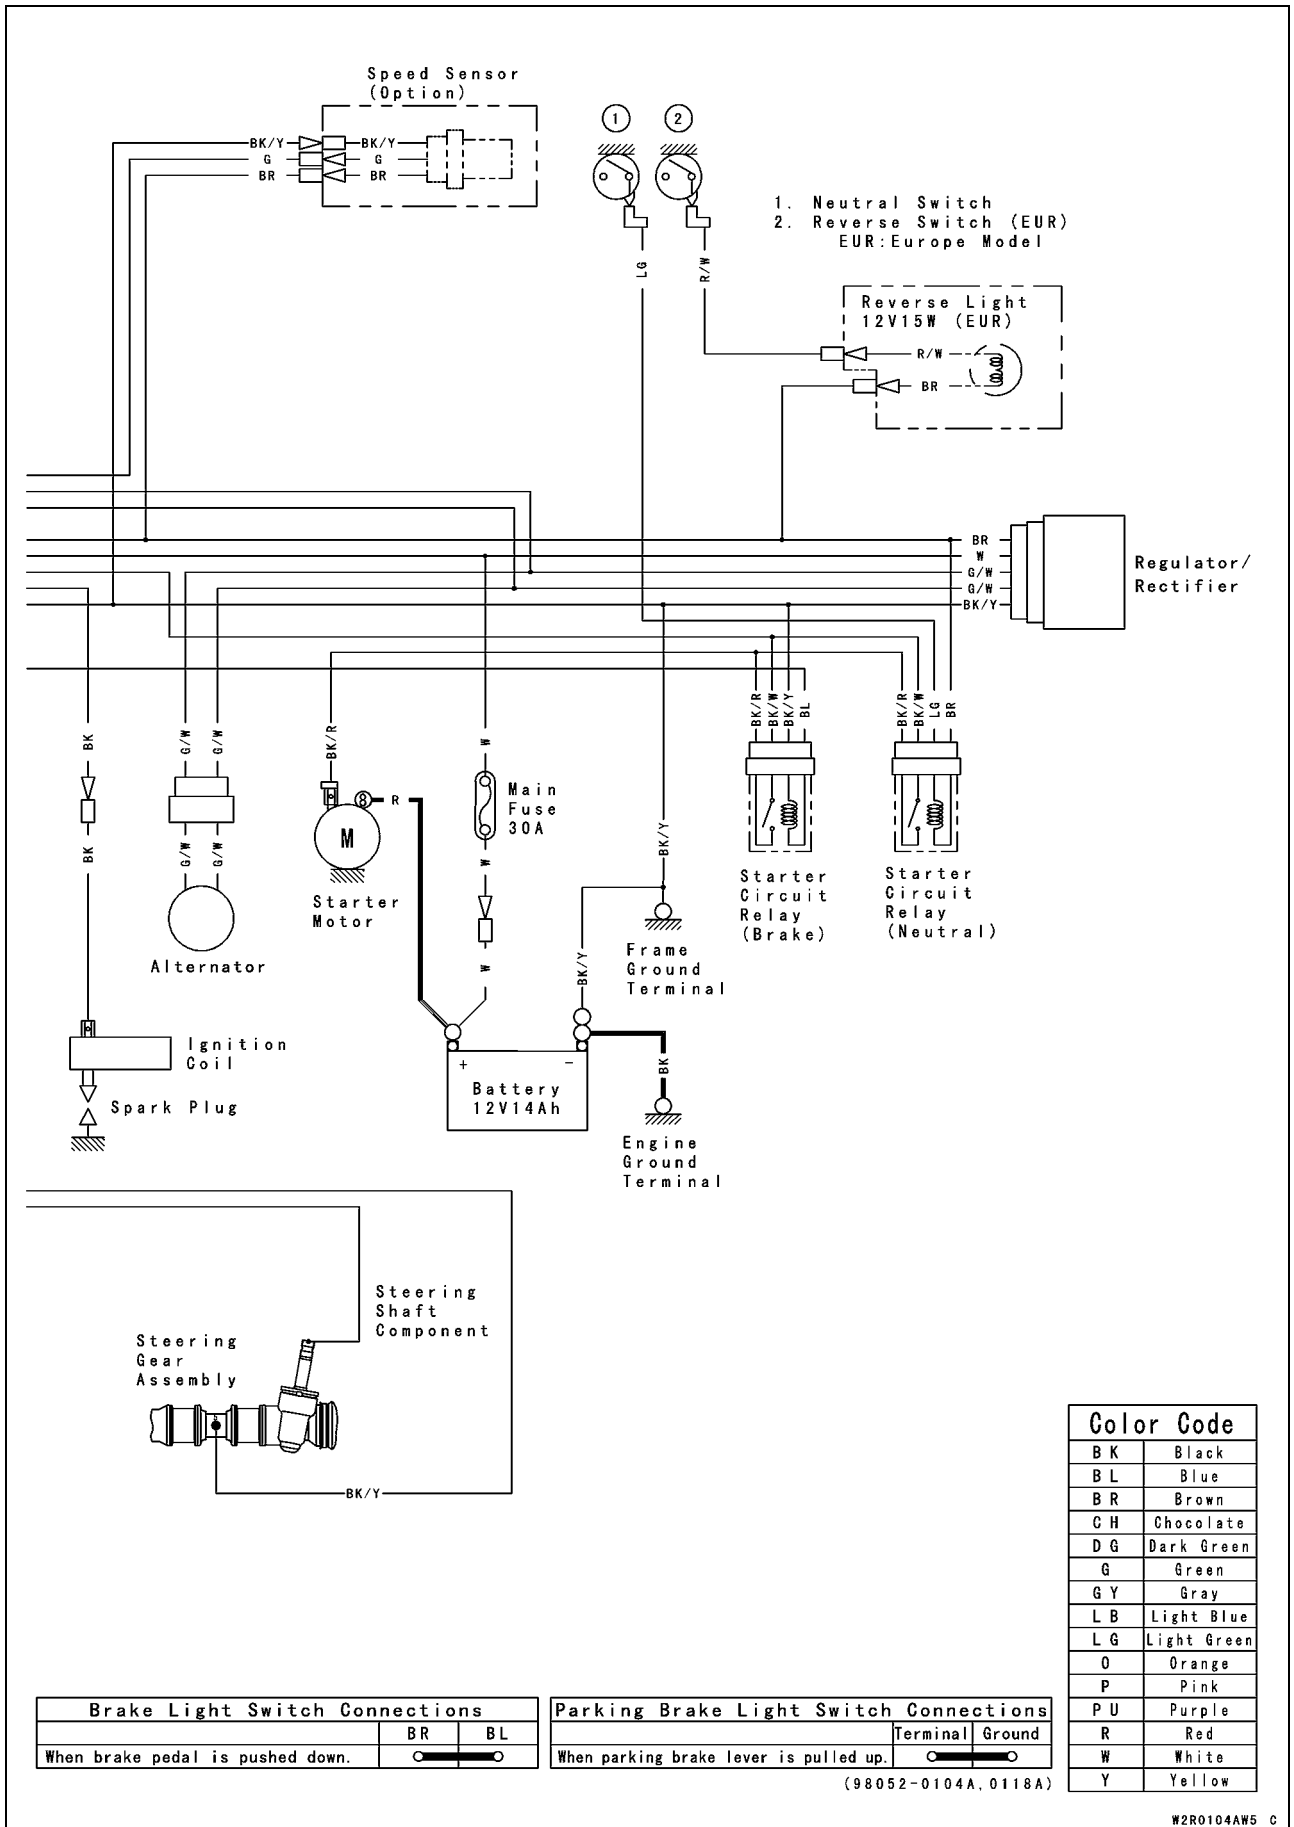 Speed Sensor
(Option)
BK/Y
BK/Y
G
G
BR
BR
1
2
1. Neutral Switch
2. Reverse Switch (EUR)
EUR:Europe Model
LG
R/W
Reverse Light
12V15W (EUR)
R/W
BR
BR
W
G/W
G/W
BK/Y
Regulator/
Rectifier
BK
G/W
G/W
BK/R
W
BK/R
BK/W
BK/Y
BL
BK/R
BK/W
LG
BR
Main
Fuse
30A
R
M
BK
G/W
G/W
W
BK/Y
Starter
Motor
Starter
Circuit
Relay
(Brake)
Starter
Circuit
Relay
(Neutral)
Alternator
W
BK/Y
Frame
Ground
Terminal
Ignition
Coil
+
-
Battery
12V14Ah
BK
Spark Plug
Engine
Ground
Terminal
Steering
Shaft
Component
Steering
Gear
Assembly
BK/Y
Color Code
BK Black
BL Blue
BR Brown
CH Chocolate
DG Dark Green
G Green
GY Gray
LB Light Blue
LG Light Green
O Orange
P Pink
PU Purple
R Red
W White
Y Yellow
Brake Light Switch Connections
BR BL
When brake pedal is pushed down.
Parking Brake Light Switch Connections
Terminal Ground
When parking brake lever is pulled up.
(98052-0104A,0118A)
W2R0104AW5 C